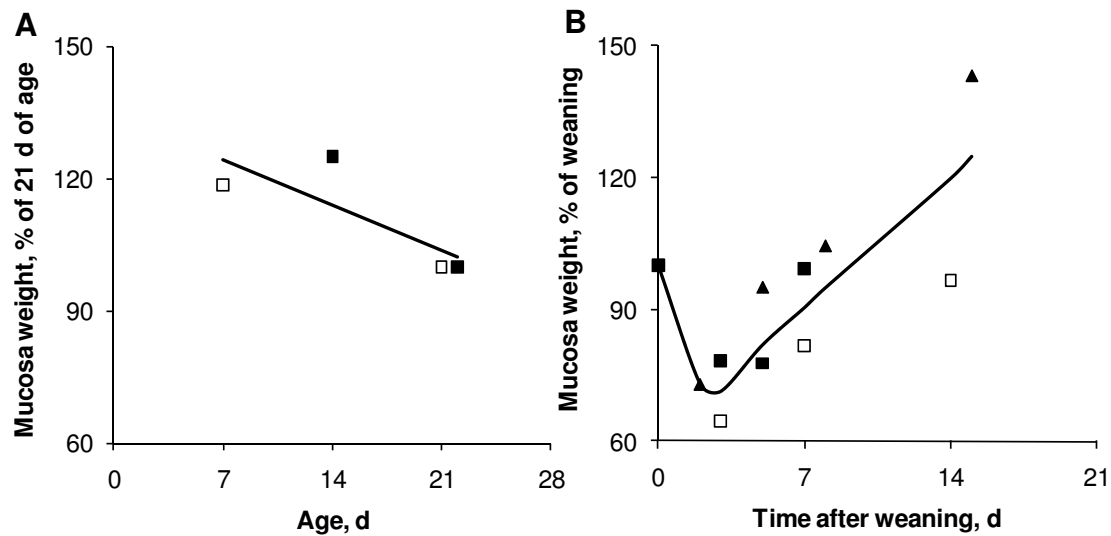 A
Mucosa weight, % of 21 d of age
150
120
90
60
0 7 14 21 28
Age, d
B
Mucosa weight, % of weaning
150
120
90
60
0 7 14 21
Time after weaning, d